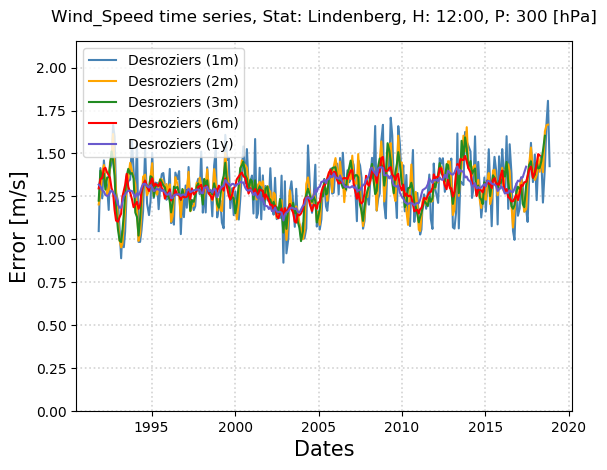 Wind_Speed time series, Stat: Lindenberg, H: 12:00, P: 300 [hPa]
Desroziers (1m)
Desroziers (2m)
Desroziers (3m)
Desroziers (6m)
Desroziers (1y)
Error [m/s]
2.00
1.75
1.50
1.25
1.00
0.75
0.50
0.25
0.00
1995 2000 2005 2010 2015 2020
Dates